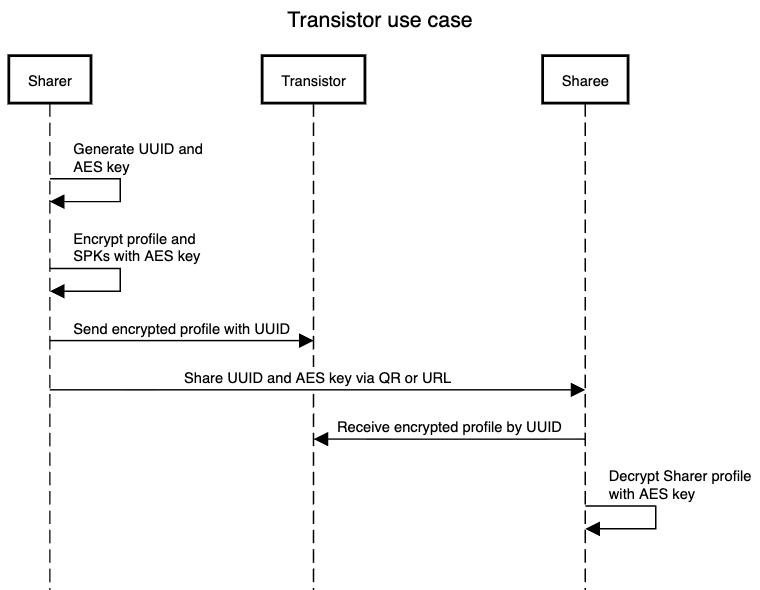 Transistor use case
Sharer
Transistor
Sharee
Generate UUID and
AES key
Encrypt profile and
SPKs with AES key
Send encrypted profile with UUID
Share UUID and AES key via QR or URL
Receive encrypted profile by UUID
Decrypt Sharer profile
with AES key